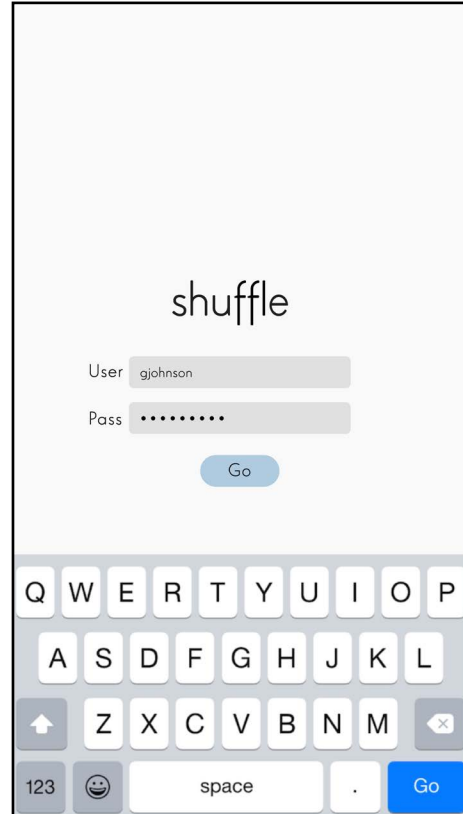 shuffle
User gjohnson
Pass •••••••••
Go
Q W E R T Y U I O P
A S D F G H J K L
Z X C V B N M
123 space . Go